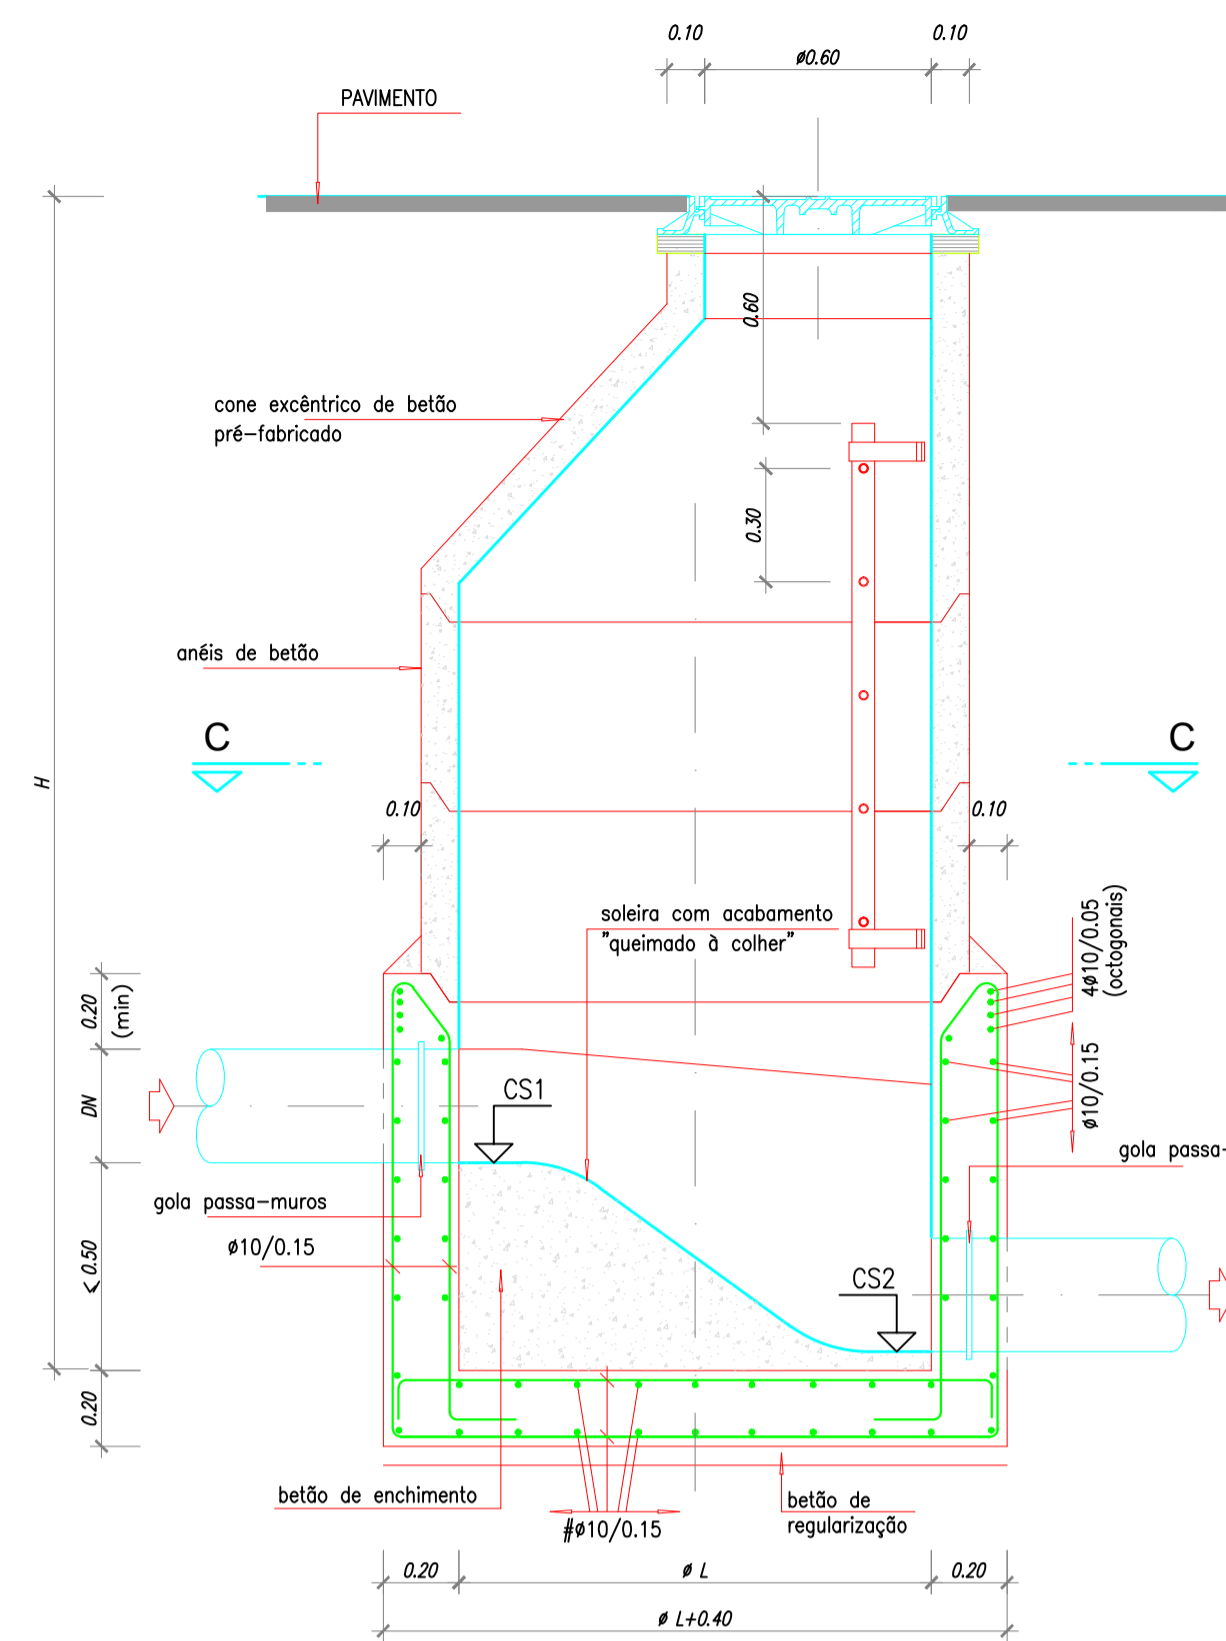 0.10
0.10
ø0.60
PAVIMENTO
0.60
cone excêntrico de betão
pré-fabricado
0.30
anéis de betão
C
C
H
0.10
0.10
soleira com acabamento
"queimado à colher"
4ø10/0.05
(octogonais)
0.20
(min)
ø10/0.15
DN
CS1
gola passa-
gola passa-muros
ø10/0.15
< 0.50
CS2
0.20
betão de enchimento
betão de
regularização
#ø10/0.15
0.20
ø L
0.20
ø L+0.40